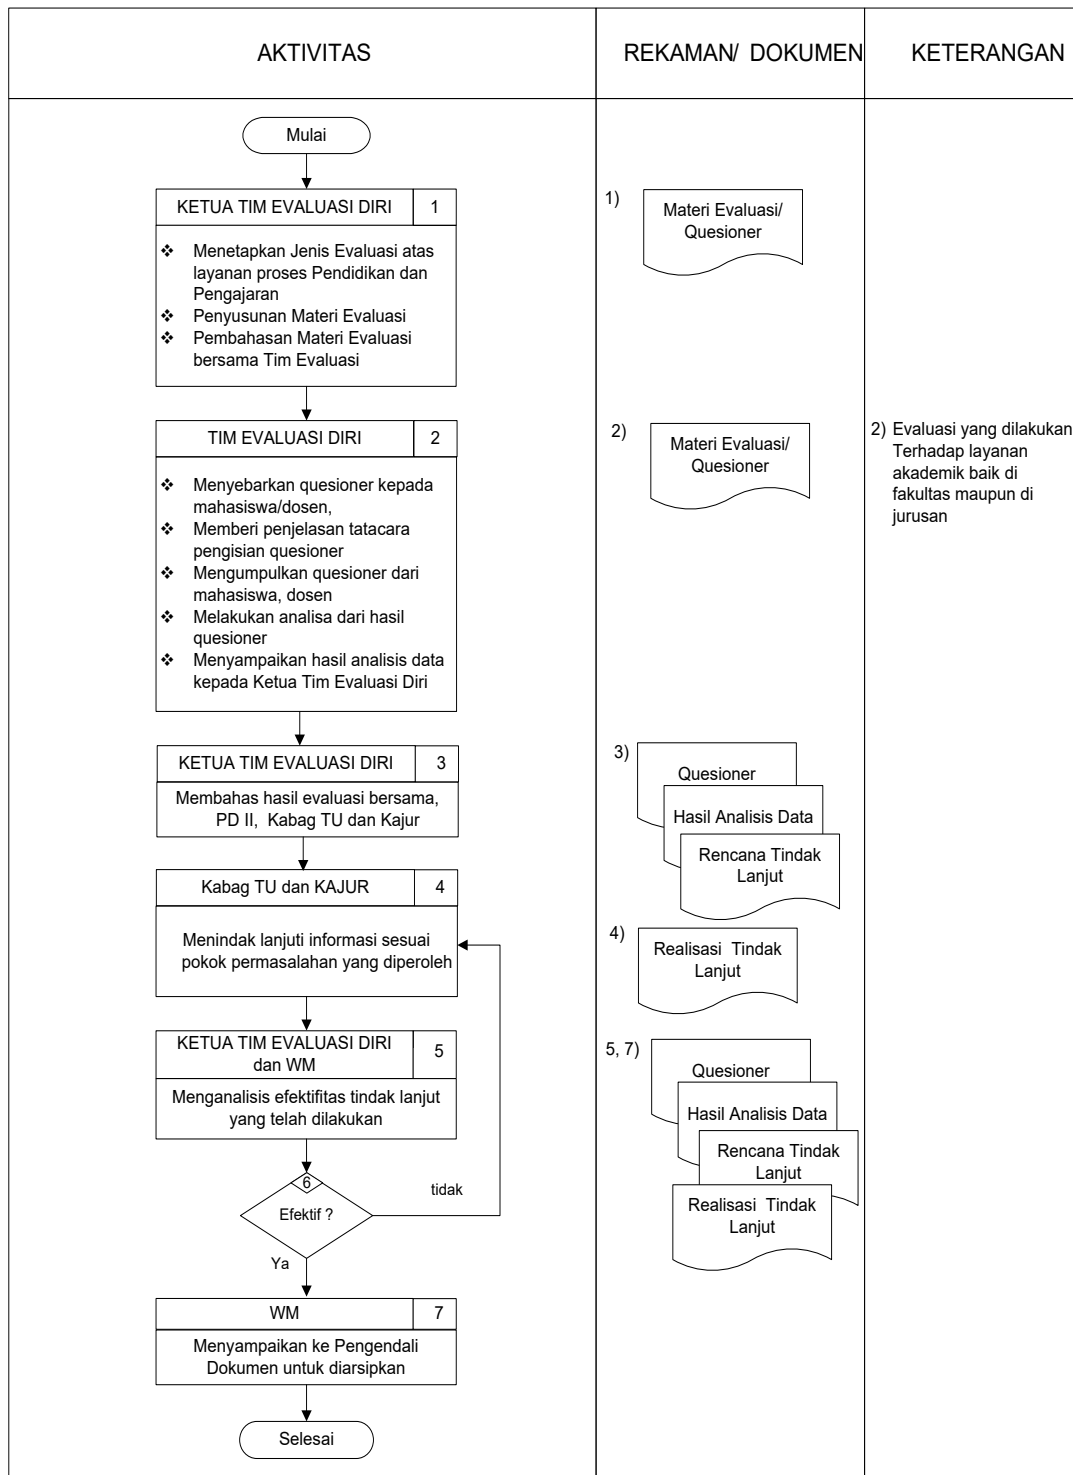 AKTIVITAS
REKAMAN/ DOKUMEN
KETERANGAN
Mulai
KETUA TIM EVALUASI DIRI
1
❖ Menetapkan Jenis Evaluasi atas
layanan proses Pendidikan dan
Pengajaran
❖ Penyusunan Materi Evaluasi
❖ Pembahasan Materi Evaluasi
bersama Tim Evaluasi
1)
Materi Evaluasi/
Quesioner
TIM EVALUASI DIRI
2
❖ Menyebarkan quesioner kepada
mahasiswa/dosen,
❖ Memberi penjelasan tatacara
pengisian quesioner
❖ Mengumpulkan quesioner dari
mahasiswa, dosen
❖ Melakukan analisa dari hasil
quesioner
❖ Menyampaikan hasil analisis data
kepada Ketua Tim Evaluasi Diri
2)
Materi Evaluasi/
Quesioner
2) Evaluasi yang dilakukan
Terhadap layanan
akademik baik di
fakultas maupun di
jurusan
KETUA TIM EVALUASI DIRI
3
Membahas hasil evaluasi bersama,
PD II, Kabag TU dan Kajur
3)
Quesioner
Hasil Analisis Data
Rencana Tindak
Lanjut
Kabag TU dan KAJUR
4
Menindak lanjuti informasi sesuai
pokok permasalahan yang diperoleh
4)
Realisasi Tindak
Lanjut
KETUA TIM EVALUASI DIRI
dan WM
5
Menganalisis efektifitas tindak lanjut
yang telah dilakukan
5, 7)
Quesioner
Hasil Analisis Data
Rencana Tindak
Lanjut
Realisasi Tindak
Lanjut
6
Efektif ?
tidak
Ya
WM
7
Menyampaikan ke Pengendali
Dokumen untuk diarsipkan
Selesai